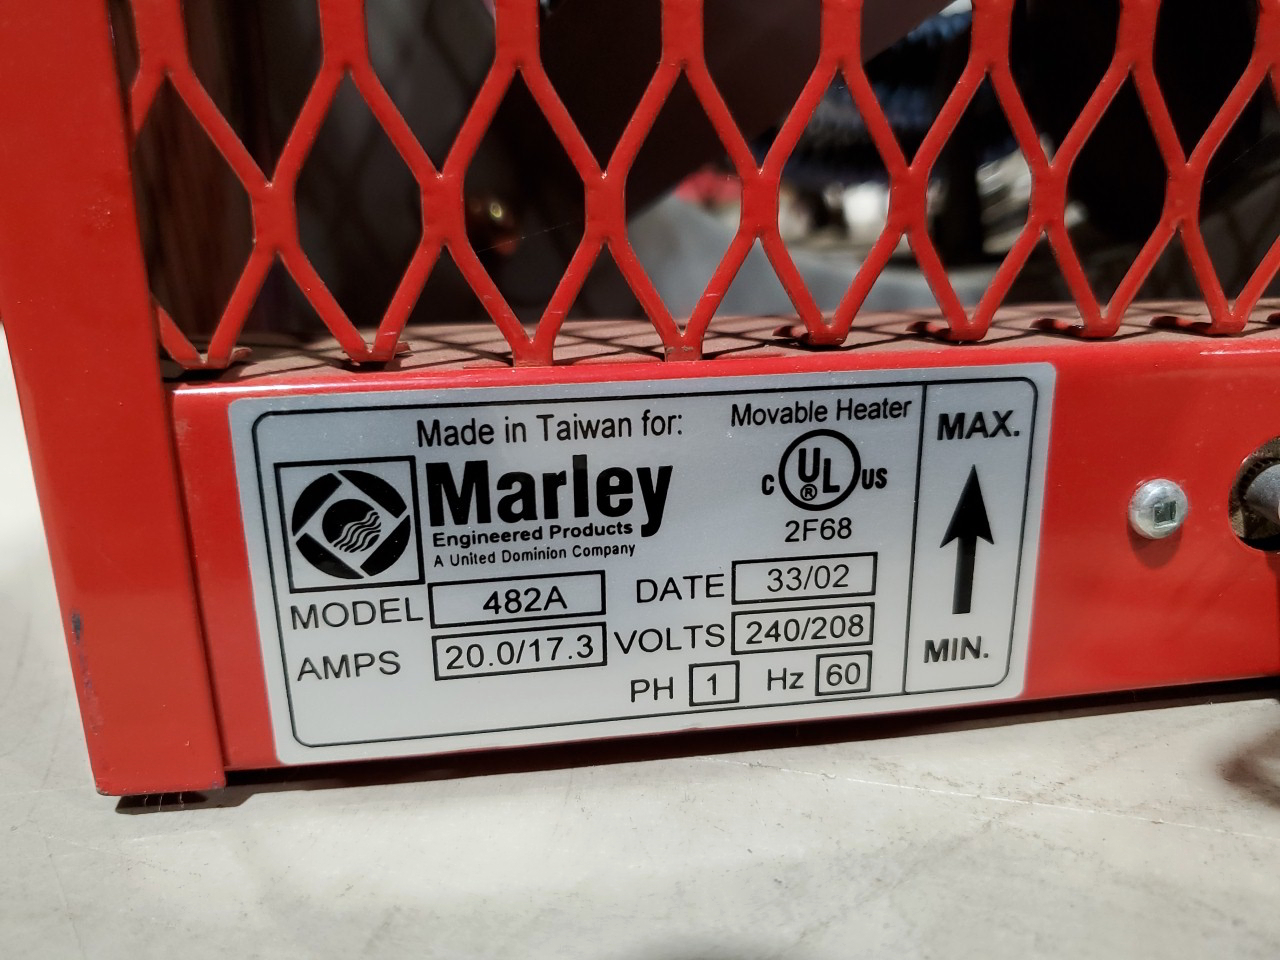 Made in Taiwan for:
Marley
Engineered Products
A United Dominion Company
Movable Heater
C UL US
®
2F68
MODEL 482A
DATE 33/02
AMPS 20.0/17.3
VOLTS 240/208
PH 1 Hz 60
MAX.
MIN.